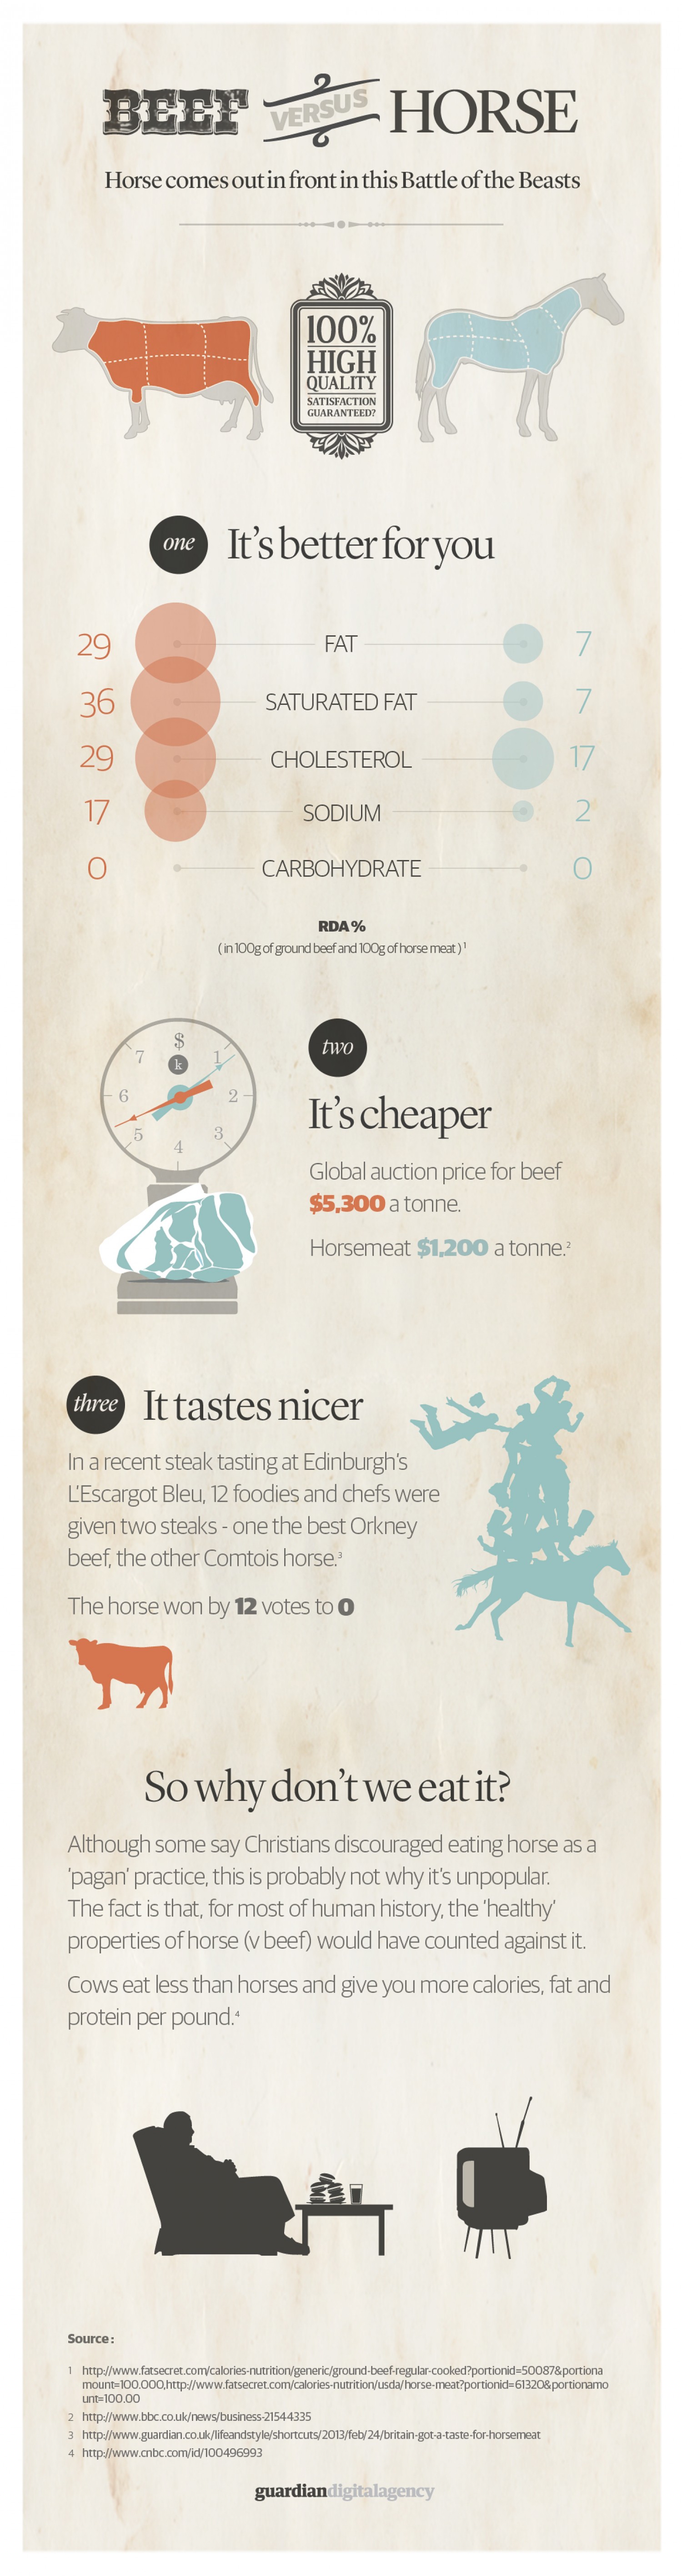 BEEF VERSUS HORSE
Horse comes out in front in this Battle of the Beasts
100%
HIGH
QUALITY
SATISFACTION
GUARANTEED?
one It's better for you
29 FAT 7
36 SATURATED FAT 7
29 CHOLESTEROL 17
17 SODIUM 2
0 CARBOHYDRATE 0
RDA %
( in 100g of ground beef and 100g of horse meat ) 1
$
k
1
2
3
4
5
6
7
two
It's cheaper
Global auction price for beef
$5,300 a tonne.
Horsemeat $1,200 a tonne.2
three It tastes nicer
In a recent steak tasting at Edinburgh's
L'Escargot Bleu, 12 foodies and chefs were
given two steaks - one the best Orkney
beef, the other Comtois horse.3
The horse won by 12 votes to 0
So why don't we eat it?
Although some say Christians discouraged eating horse as a
'pagan' practice, this is probably not why it's unpopular.
The fact is that, for most of human history, the 'healthy'
properties of horse (v beef) would have counted against it.
Cows eat less than horses and give you more calories, fat and
protein per pound.4
Source :
1 http://www.fatsecret.com/calories-nutrition/generic/ground-beef-regular-cooked?portionid=50087&portiona
mount=100.000,http://www.fatsecret.com/calories-nutrition/usda/horse-meat?portionid=61320&portionamo
unt=100.00
2 http://www.bbc.co.uk/news/business-21544335
3 http://www.guardian.co.uk/lifeandstyle/shortcuts/2013/feb/24/britain-got-a-taste-for-horsemeat
4 http://www.cnbc.com/id/100496993
guardiandigitalagency